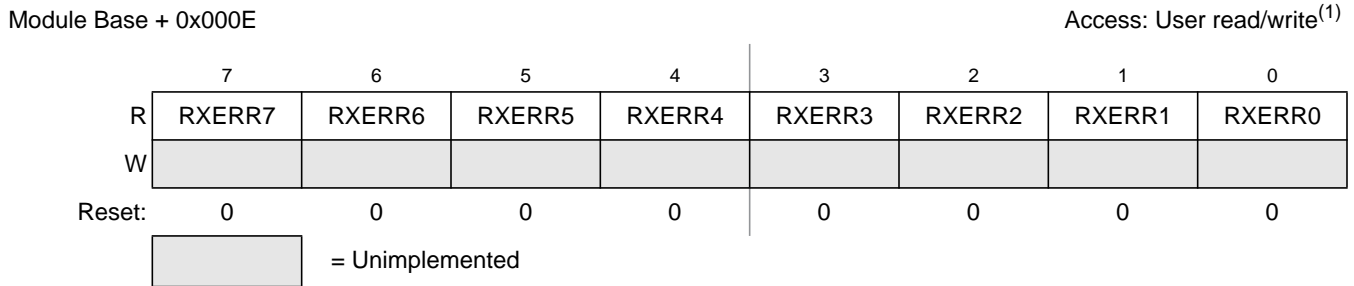 Module Base + 0x000E Access: User read/write(1)
7 6 5 4 3 2 1 0
R RXERR7 RXERR6 RXERR5 RXERR4 RXERR3 RXERR2 RXERR1 RXERR0
W
Reset: 0 0 0 0 0 0 0 0
= Unimplemented